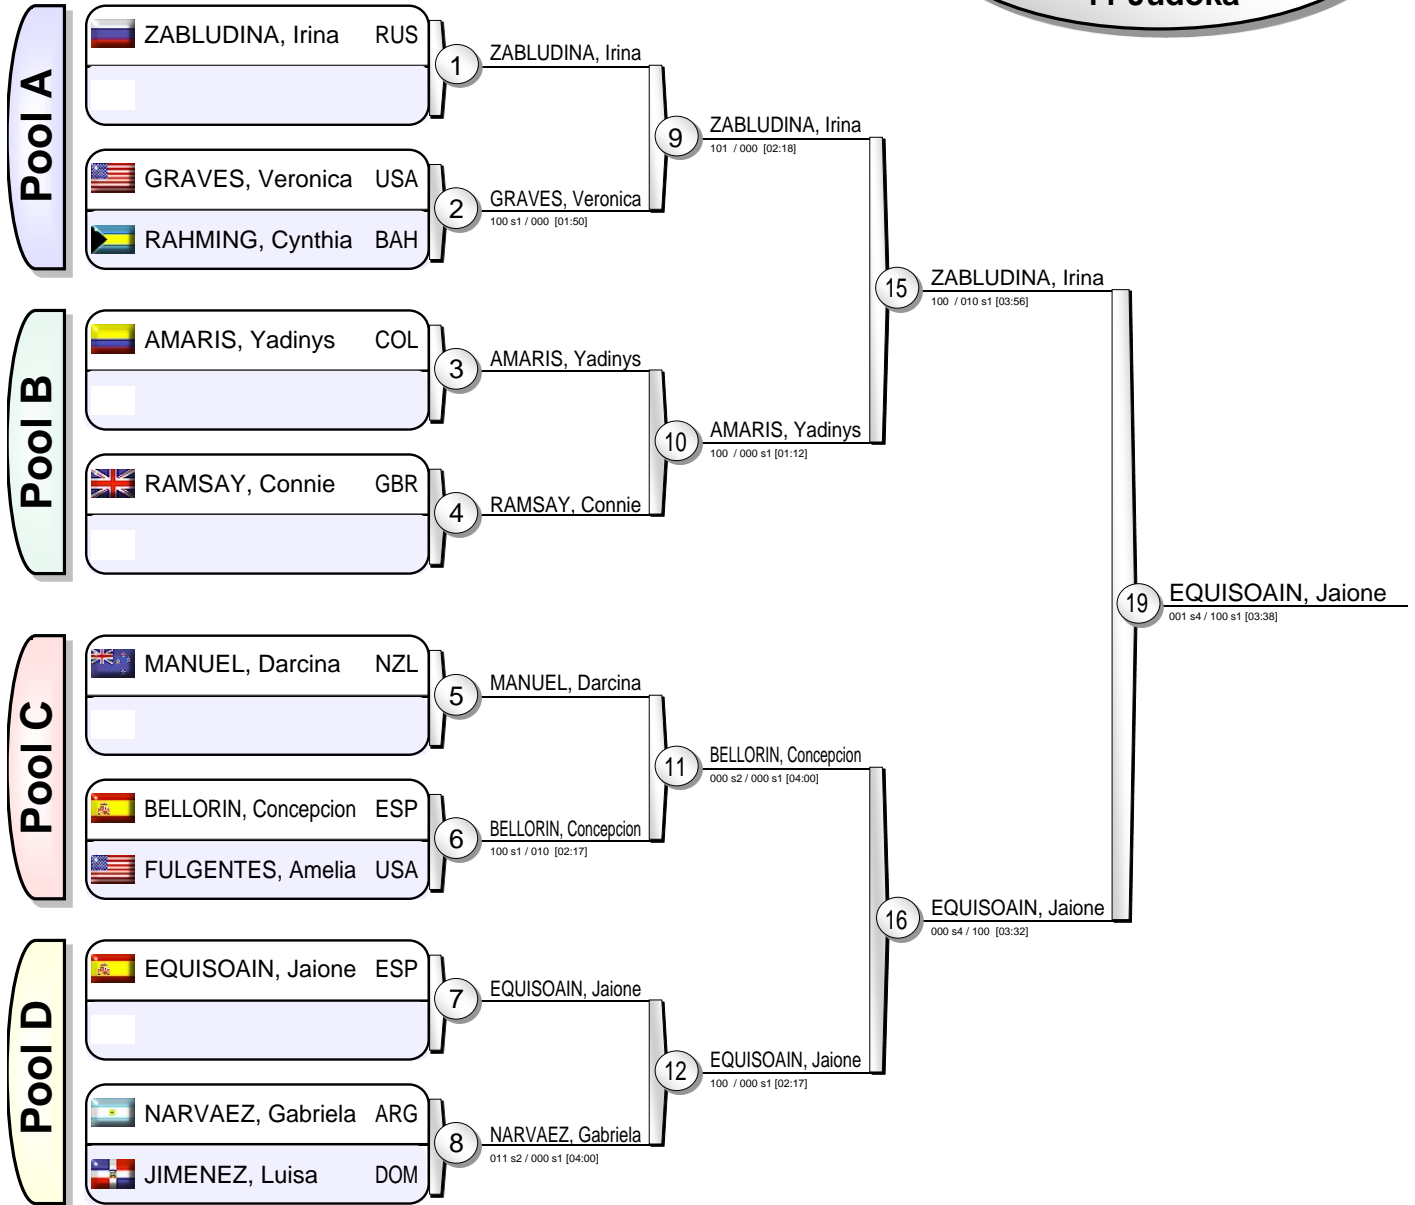 11 Judoka
Pool A
ZABLUDINA, Irina RUS
1
ZABLUDINA, Irina
GRAVES, Veronica USA
RAHMING, Cynthia BAH
2
GRAVES, Veronica
100 s1 / 000 [01:50]
9
ZABLUDINA, Irina
101 / 000 [02:18]
Pool B
AMARIS, Yadinys COL
3
AMARIS, Yadinys
RAMSAY, Connie GBR
4
RAMSAY, Connie
10
AMARIS, Yadinys
100 / 000 s1 [01:12]
15
ZABLUDINA, Irina
100 / 010 s1 [03:56]
Pool C
MANUEL, Darcina NZL
5
MANUEL, Darcina
BELLORIN, Concepcion ESP
FULGENTES, Amelia USA
6
BELLORIN, Concepcion
100 s1 / 010 [02:17]
11
BELLORIN, Concepcion
000 s2 / 000 s1 [04:00]
Pool D
EQUISOAIN, Jaione ESP
7
EQUISOAIN, Jaione
NARVAEZ, Gabriela ARG
JIMENEZ, Luisa DOM
8
NARVAEZ, Gabriela
011 s2 / 000 s1 [04:00]
12
EQUISOAIN, Jaione
100 / 000 s1 [02:17]
16
EQUISOAIN, Jaione
000 s4 / 100 [03:32]
19
EQUISOAIN, Jaione
001 s4 / 100 s1 [03:38]